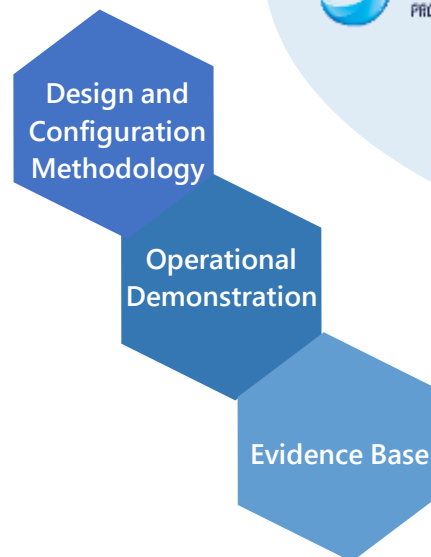 Design and
Configuration
Methodology
Operational
Demonstration
Evidence Base